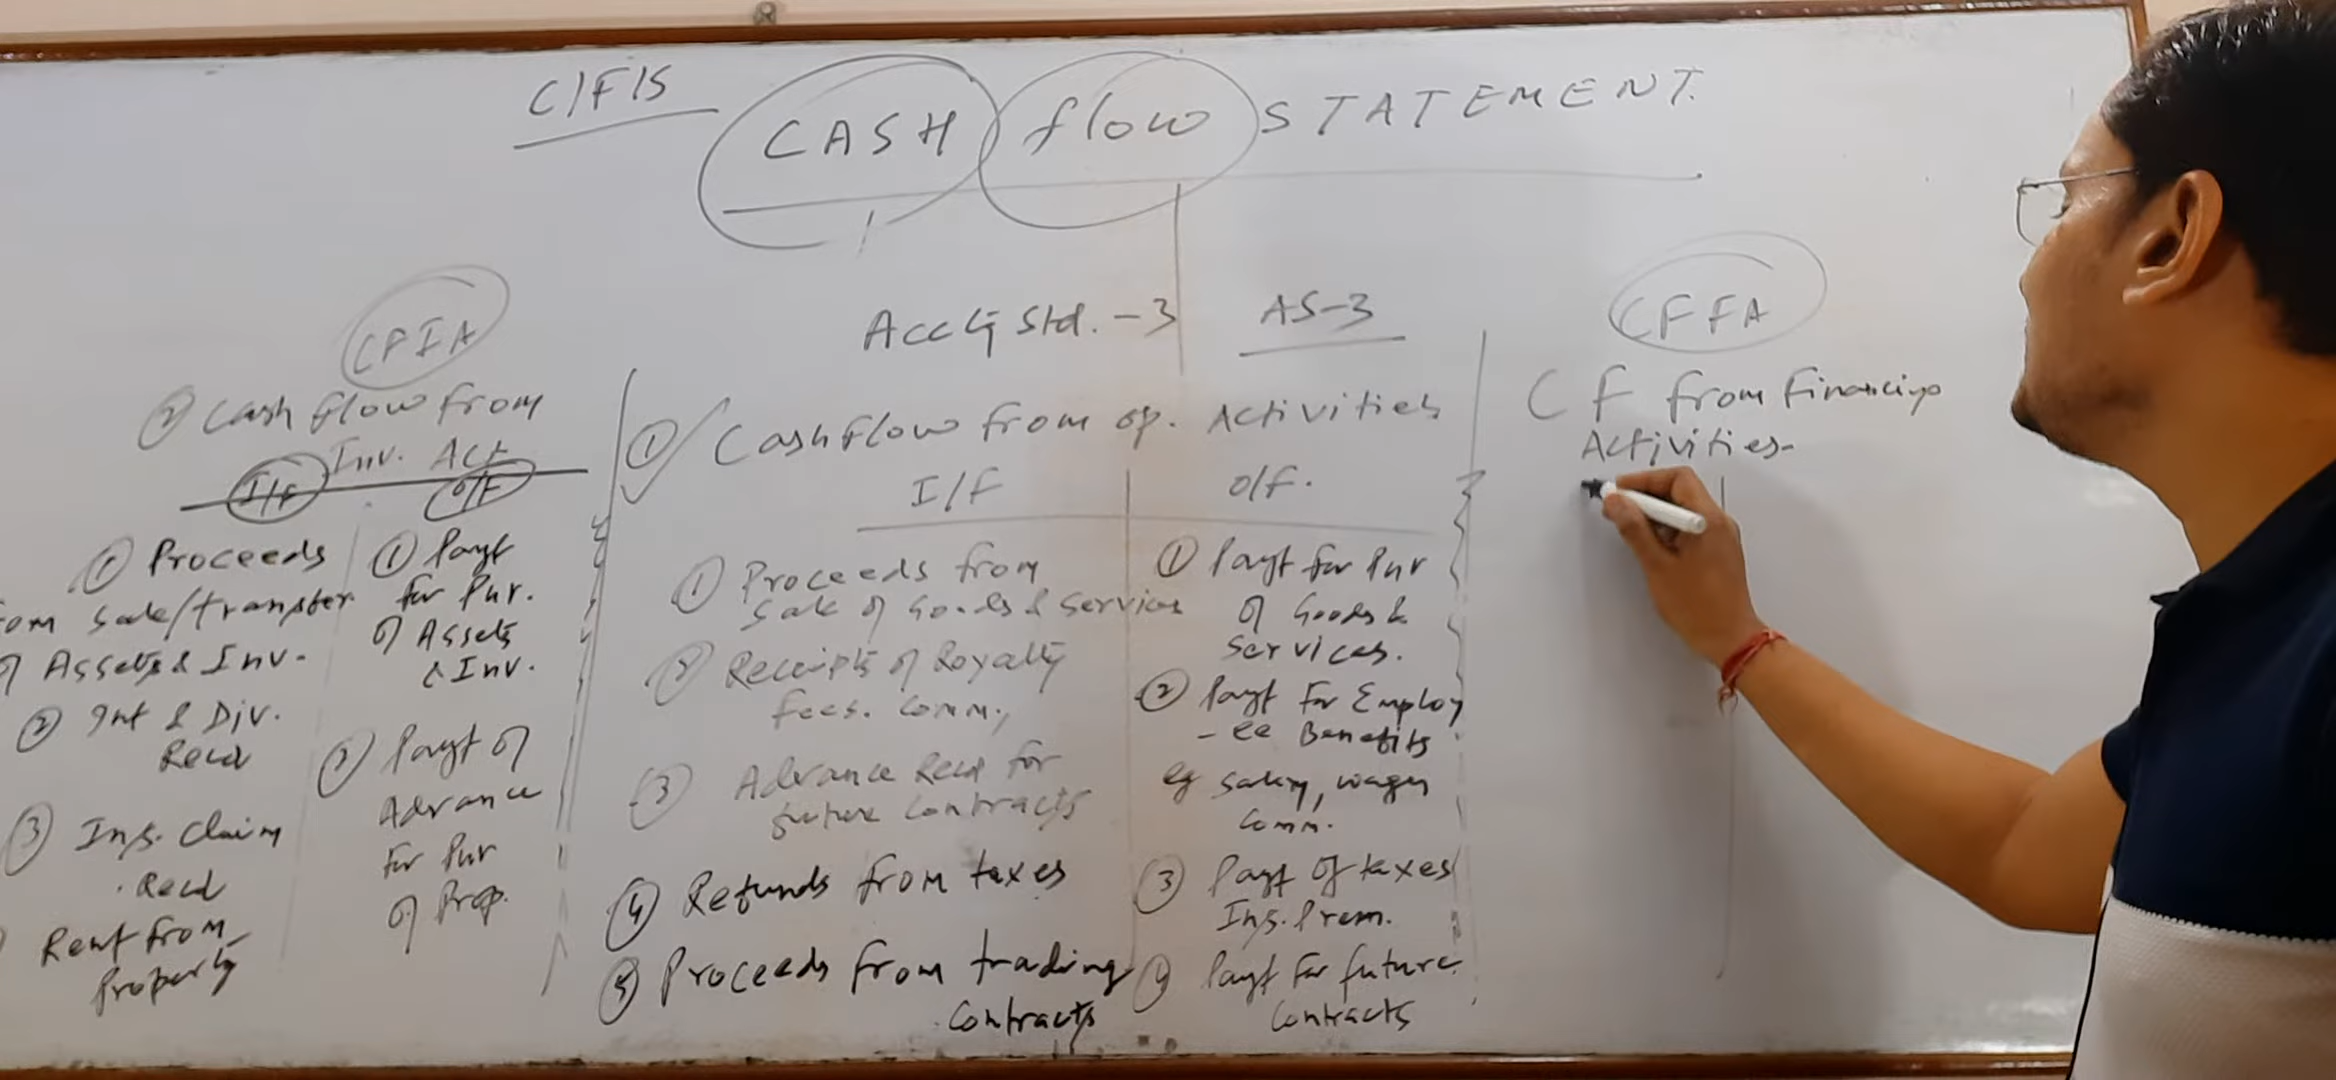 C/F/S
CASH flow STATEMENT.
Accg Std. - 3
AS-3
CFIA
② Cash flow from
Inv. Act
I/F
O/F
① Proceeds
from Sale/transfer
of Assets & Inv.
② Int & Div.
Recd
③ Ins. Claim
Recd
Rent from
Property
① Payt
for Pur.
of Assets
& Inv.
② Payt of
Advance
for Pur
of Prop.
① Cashflow from op. Activities
I/F
O/F.
① Proceeds from
Sale of Goods & Services
② Receipts of Royalty
Fees. Comm.,
③ Advance Recd for
future contracts
④ Refunds from taxes
⑤ Proceeds from trading
Contracts
① Payt for Pur
of Goods &
Services.
② Payt for Employ
- ee Benefits
eg Salary, wages
Comm.
③ Payt of taxes
Ins. Prem.
④ Payt for future
Contracts
CFFA
CF from Financing
Activities-